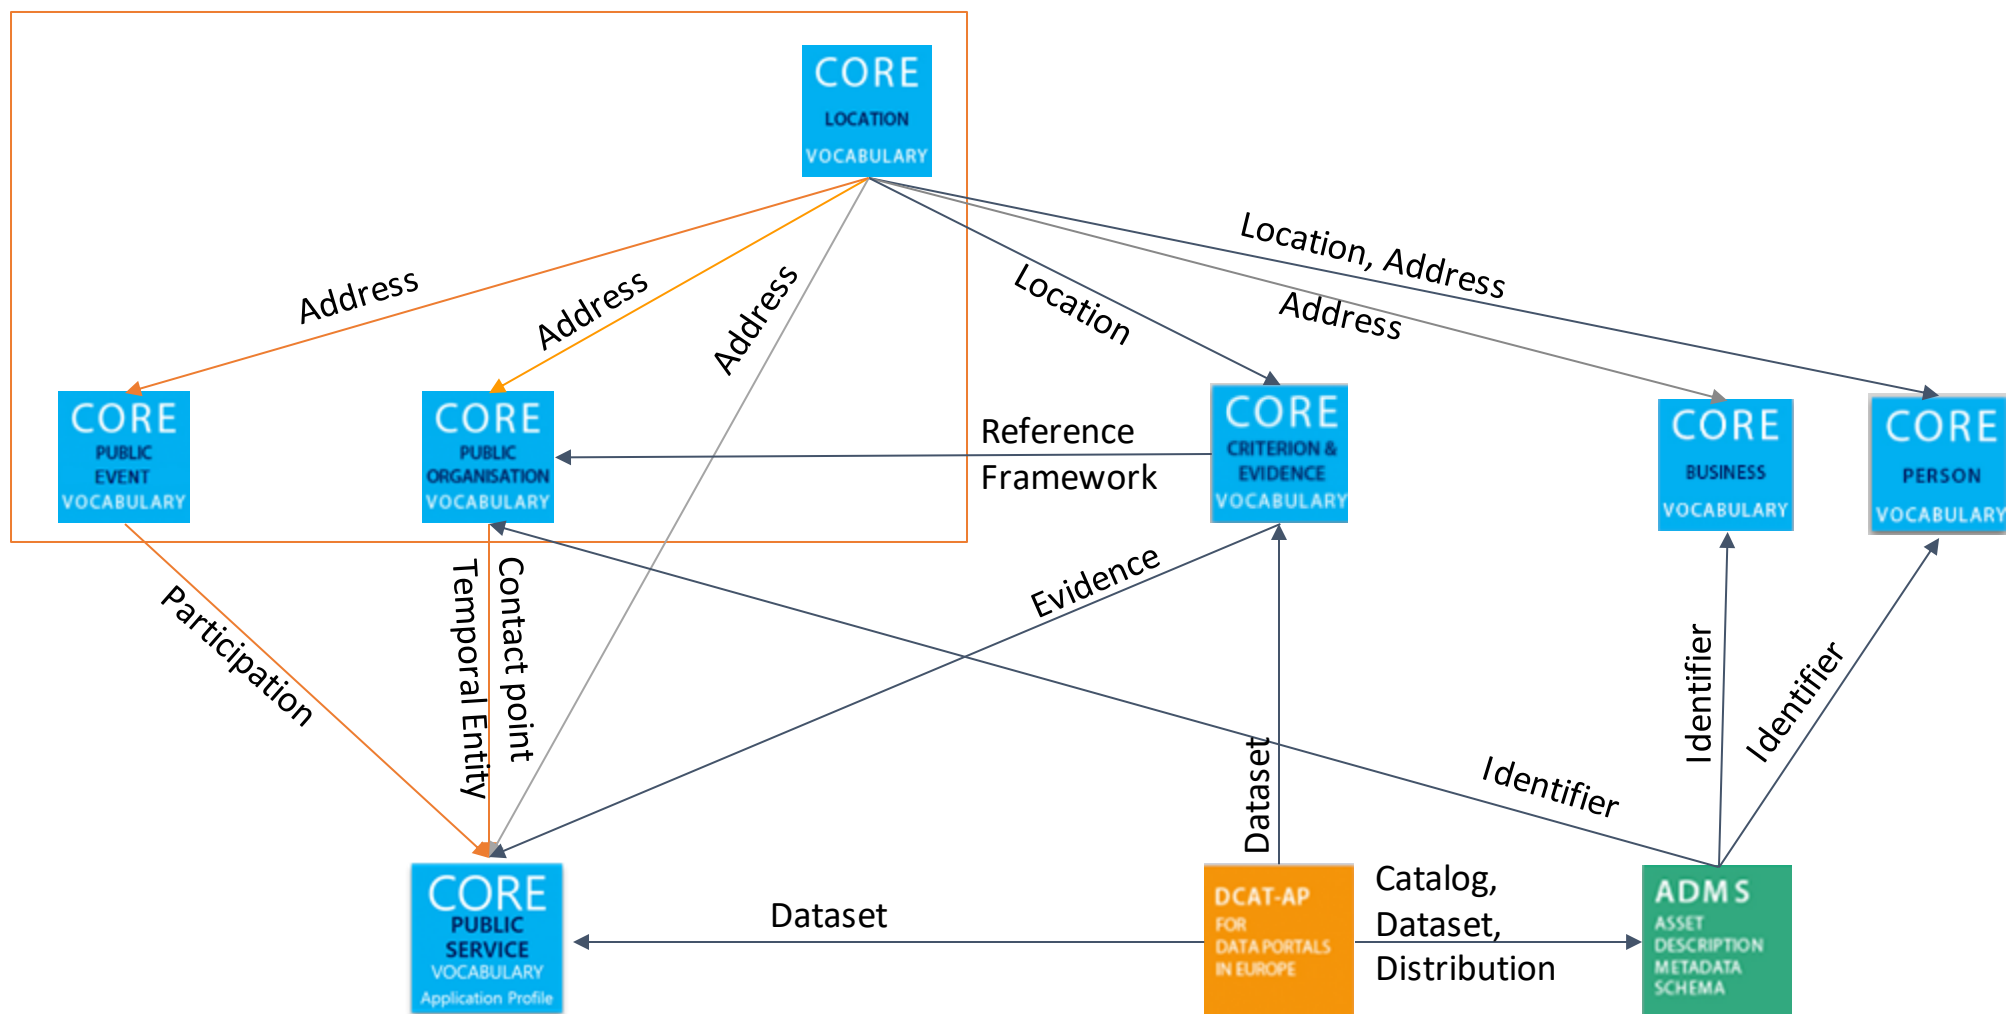 CORE
LOCATION
VOCABULARY
Location, Address
Address
Address
Address
Address
Location
CORE
PUBLIC
EVENT
VOCABULARY
CORE
PUBLIC
ORGANISATION
VOCABULARY
Reference
Framework
CORE
CRITERION &
EVIDENCE
VOCABULARY
CORE
BUSINESS
VOCABULARY
CORE
PERSON
VOCABULARY
Participation
Contact point
Temporal Entity
Evidence
Dataset
Identifier
Identifier
Identifier
CORE
PUBLIC
SERVICE
VOCABULARY
Application Profile
Dataset
DCAT-AP
FOR
DATA PORTALS
IN EUROPE
Catalog,
Dataset,
Distribution
ADMS
ASSET
DESCRIPTION
METADATA
SCHEMA